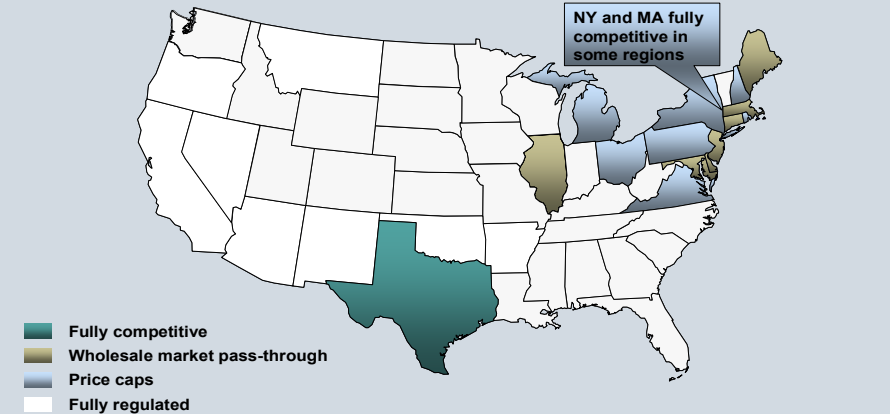 NY and MA fully
competitive in
some regions
Fully competitive
Wholesale market pass-through
Price caps
Fully regulated